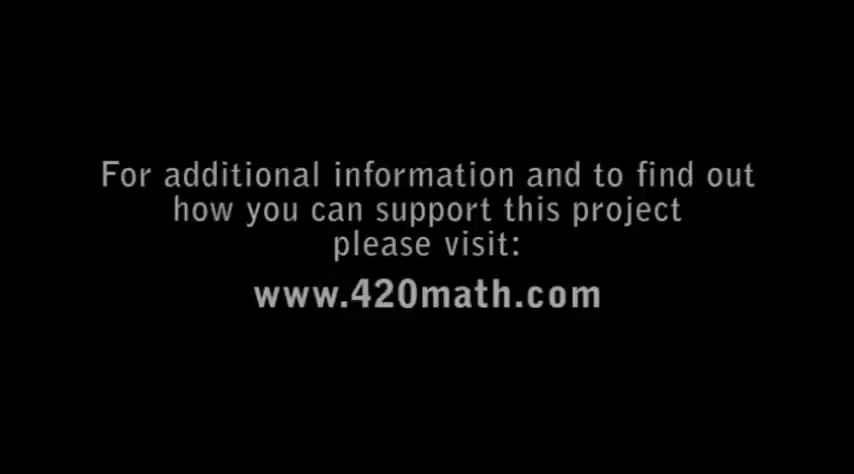 For additional information and to find out
how you can support this project
please visit:
www.420math.com